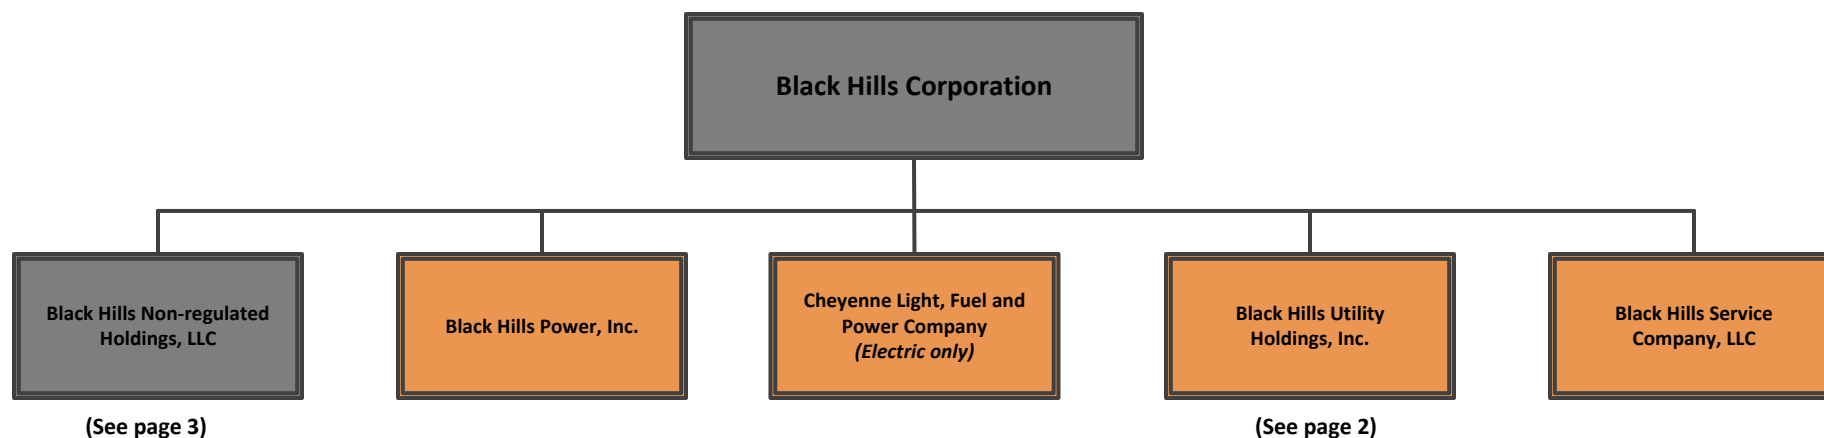 Black Hills Corporation
Black Hills Non-regulated
Holdings, LLC
Black Hills Power, Inc.
Cheyenne Light, Fuel and
Power Company
(Electric only)
Black Hills Utility
Holdings, Inc.
Black Hills Service
Company, LLC
(See page 3)
(See page 2)